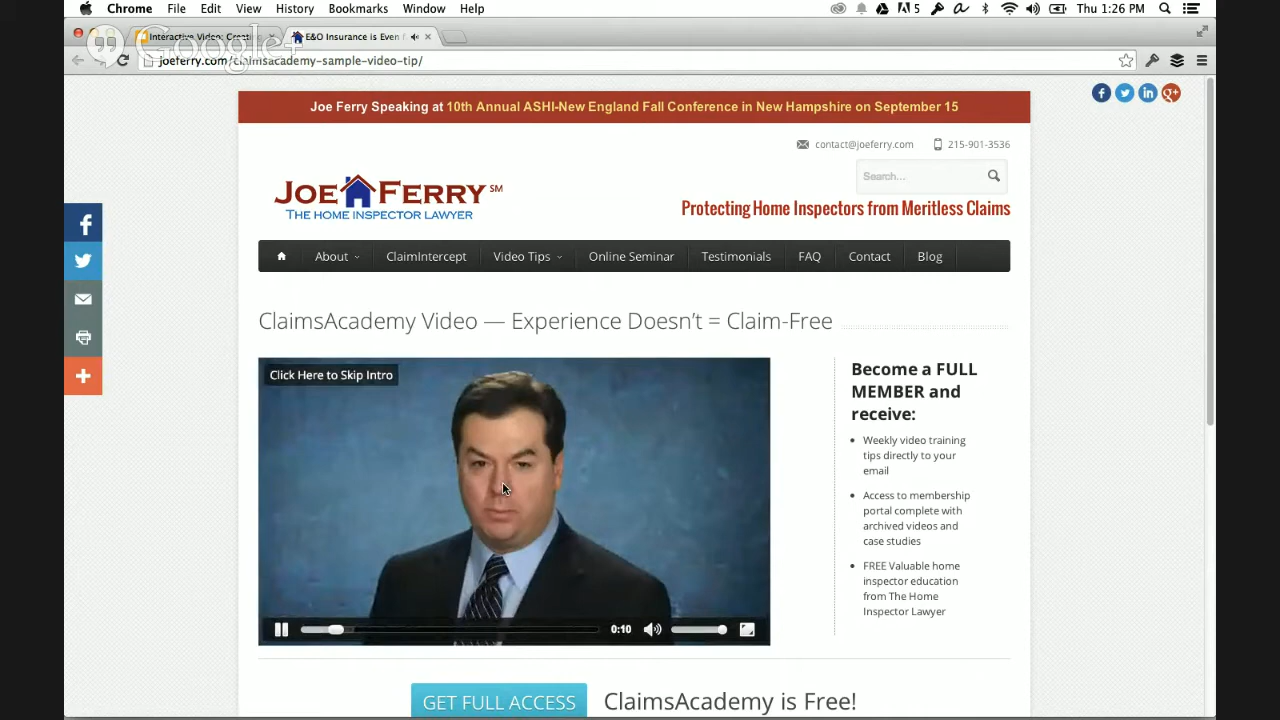 Chrome File Edit View History Bookmarks Window Help
5 Thu 1:26 PM
Google+
Interactive Video: Creatin
E&O Insurance is Even
joeferry.com/claimsacademy-sample-video-tip/
Joe Ferry Speaking at 10th Annual ASHI-New England Fall Conference in New Hampshire on September 15
contact@joeferry.com 215-901-3536
Search...
JOE FERRY SM
THE HOME INSPECTOR LAWYER
Protecting Home Inspectors from Meritless Claims
About ClaimIntercept Video Tips Online Seminar Testimonials FAQ Contact Blog
ClaimsAcademy Video — Experience Doesn't = Claim-Free
Click Here to Skip Intro
0:10
Become a FULL
MEMBER and
receive:
Weekly video training
tips directly to your
email
Access to membership
portal complete with
archived videos and
case studies
FREE Valuable home
inspector education
from The Home
Inspector Lawyer
GET FULL ACCESS
ClaimsAcademy is Free!